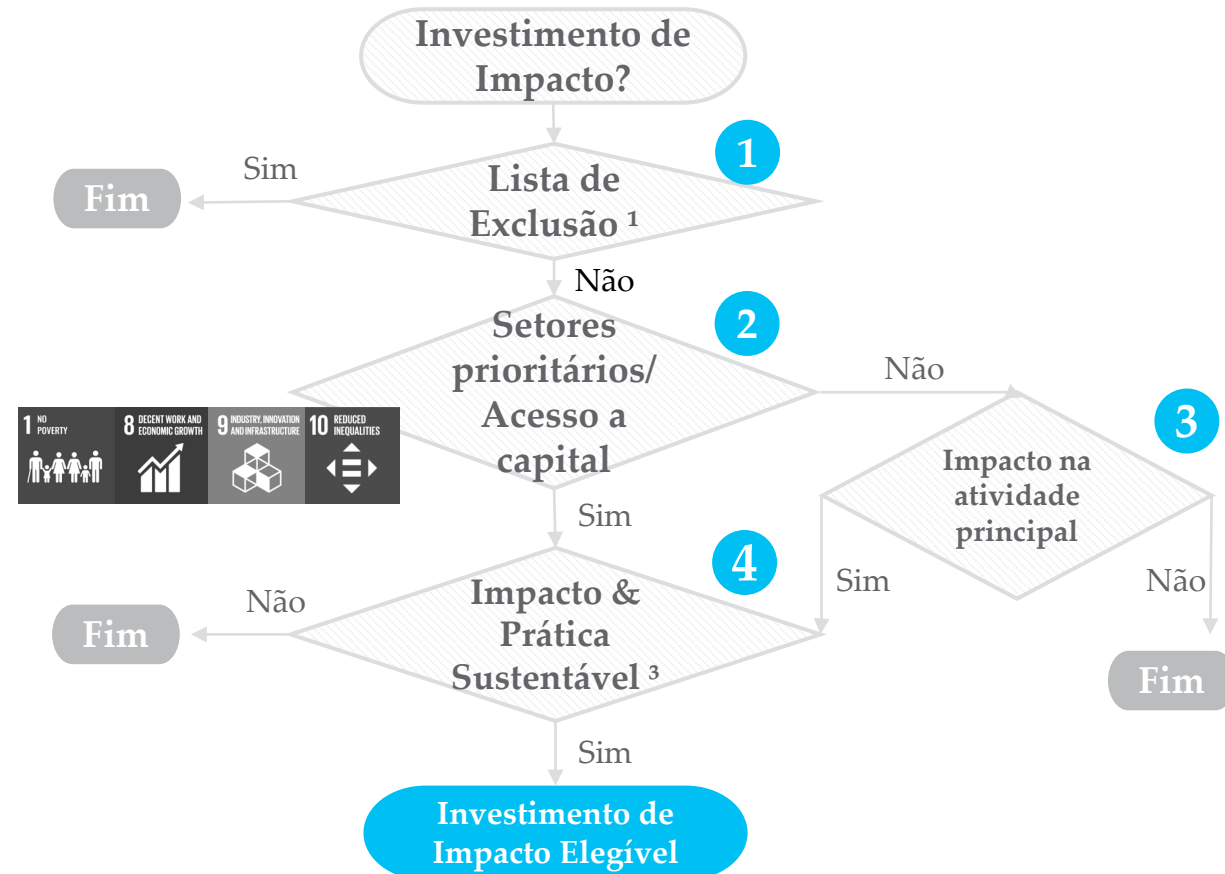 Investimento de
Impacto?
1
Sim
Fim
Lista de
Exclusão ¹
Não
2
Setores
prioritários/
Acesso a
capital
Não
1 NO
POVERTY
8 DECENT WORK AND
ECONOMIC GROWTH
9 INDUSTRY, INNOVATION
AND INFRASTRUCTURE
10 REDUCED
INEQUALITIES
3
Impacto na
atividade
principal
Sim
4
Sim
Não
Não
Fim
Impacto &
Prática
Sustentável ³
Fim
Sim
Investimento de
Impacto Elegível